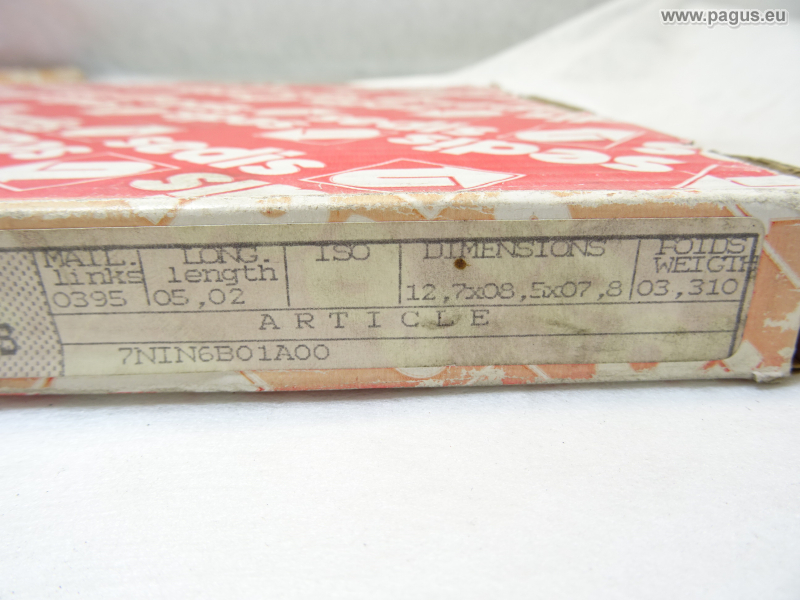 www.pagus.eu
sedis
MAIL. LONG. ISO DIMENSIONS POIDS
links length WEIGTH
0395 05,02 12,7x08,5x07,8 03,310
ARTICLE
B 7NIN6B01A00